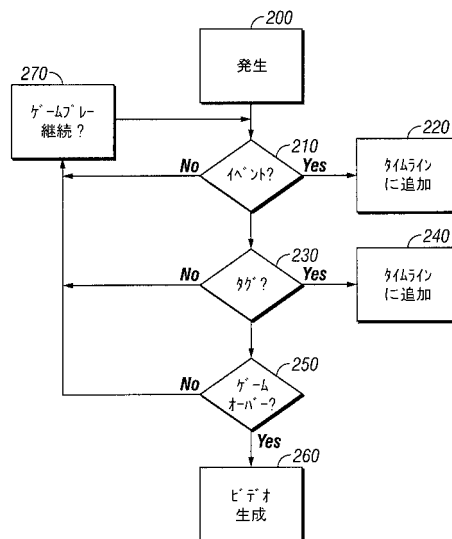 200
発生
270
ゲームプレー
継続?
210
イベント?
No
Yes
220
タイムライン
に追加
230
タグ?
No
Yes
240
タイムライン
に追加
250
ゲーム
オーバー?
No
Yes
260
ビデオ
生成